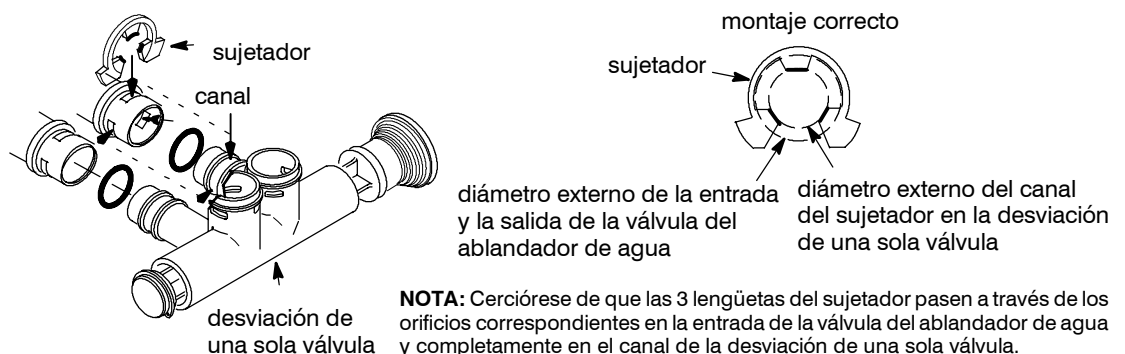 montaje correcto
sujetador
sujetador
canal
diámetro externo de la entrada
y la salida de la válvula del
ablandador de agua
diámetro externo del canal
del sujetador en la desviación
de una sola válvula
desviación de
una sola válvula
NOTA: Cerciórese de que las 3 lengüetas del sujetador pasen a través de los
orificios correspondientes en la entrada de la válvula del ablandador de agua
y completamente en el canal de la desviación de una sola válvula.